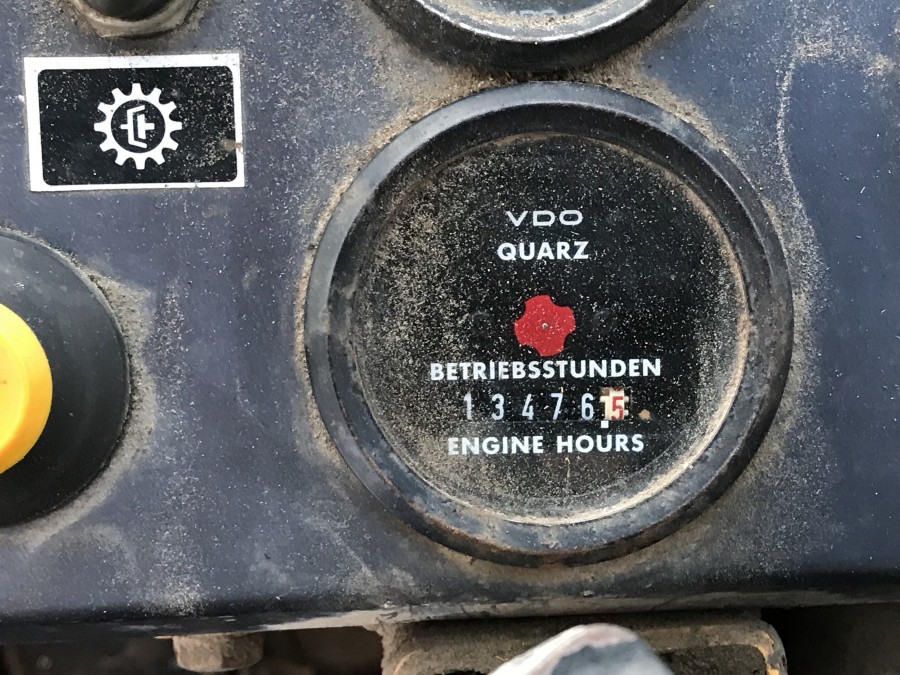 VDO
QUARZ
BETRIEBSSTUNDEN
134765
ENGINE HOURS